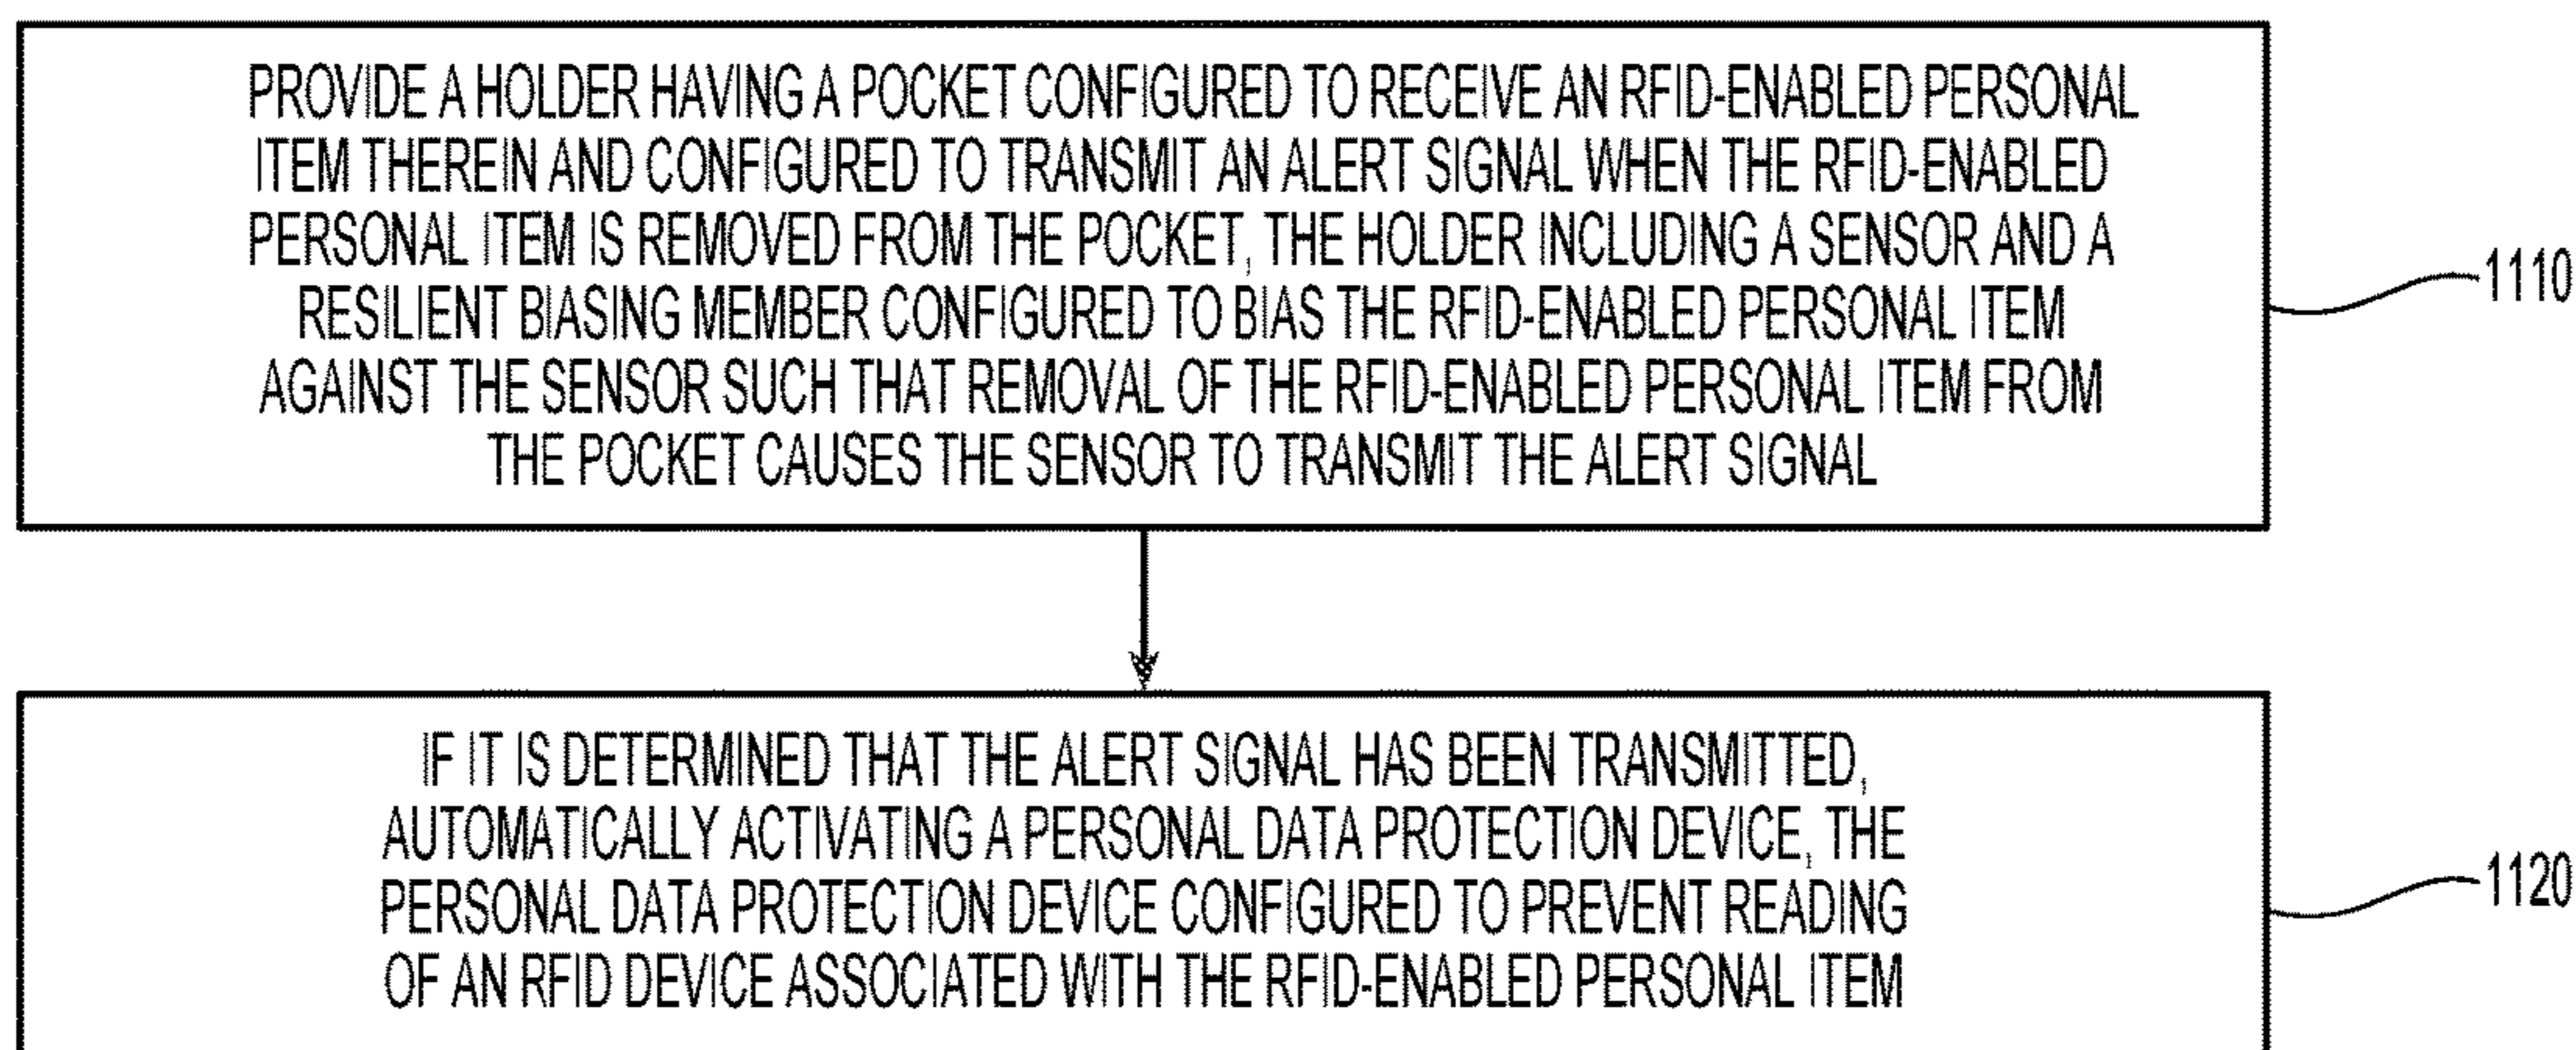 PROVIDE A HOLDER HAVING A POCKET CONFIGURED TO RECEIVE AN RFID-ENABLED PERSONAL
ITEM THEREIN AND CONFIGURED TO TRANSMIT AN ALERT SIGNAL WHEN THE RFID-ENABLED
PERSONAL ITEM IS REMOVED FROM THE POCKET, THE HOLDER INCLUDING A SENSOR AND A
RESILIENT BIASING MEMBER CONFIGURED TO BIAS THE RFID-ENABLED PERSONAL ITEM
AGAINST THE SENSOR SUCH THAT REMOVAL OF THE RFID-ENABLED PERSONAL ITEM FROM
THE POCKET CAUSES THE SENSOR TO TRANSMIT THE ALERT SIGNAL
1110
IF IT IS DETERMINED THAT THE ALERT SIGNAL HAS BEEN TRANSMITTED,
AUTOMATICALLY ACTIVATING A PERSONAL DATA PROTECTION DEVICE, THE
PERSONAL DATA PROTECTION DEVICE CONFIGURED TO PREVENT READING
OF AN RFID DEVICE ASSOCIATED WITH THE RFID-ENABLED PERSONAL ITEM
1120